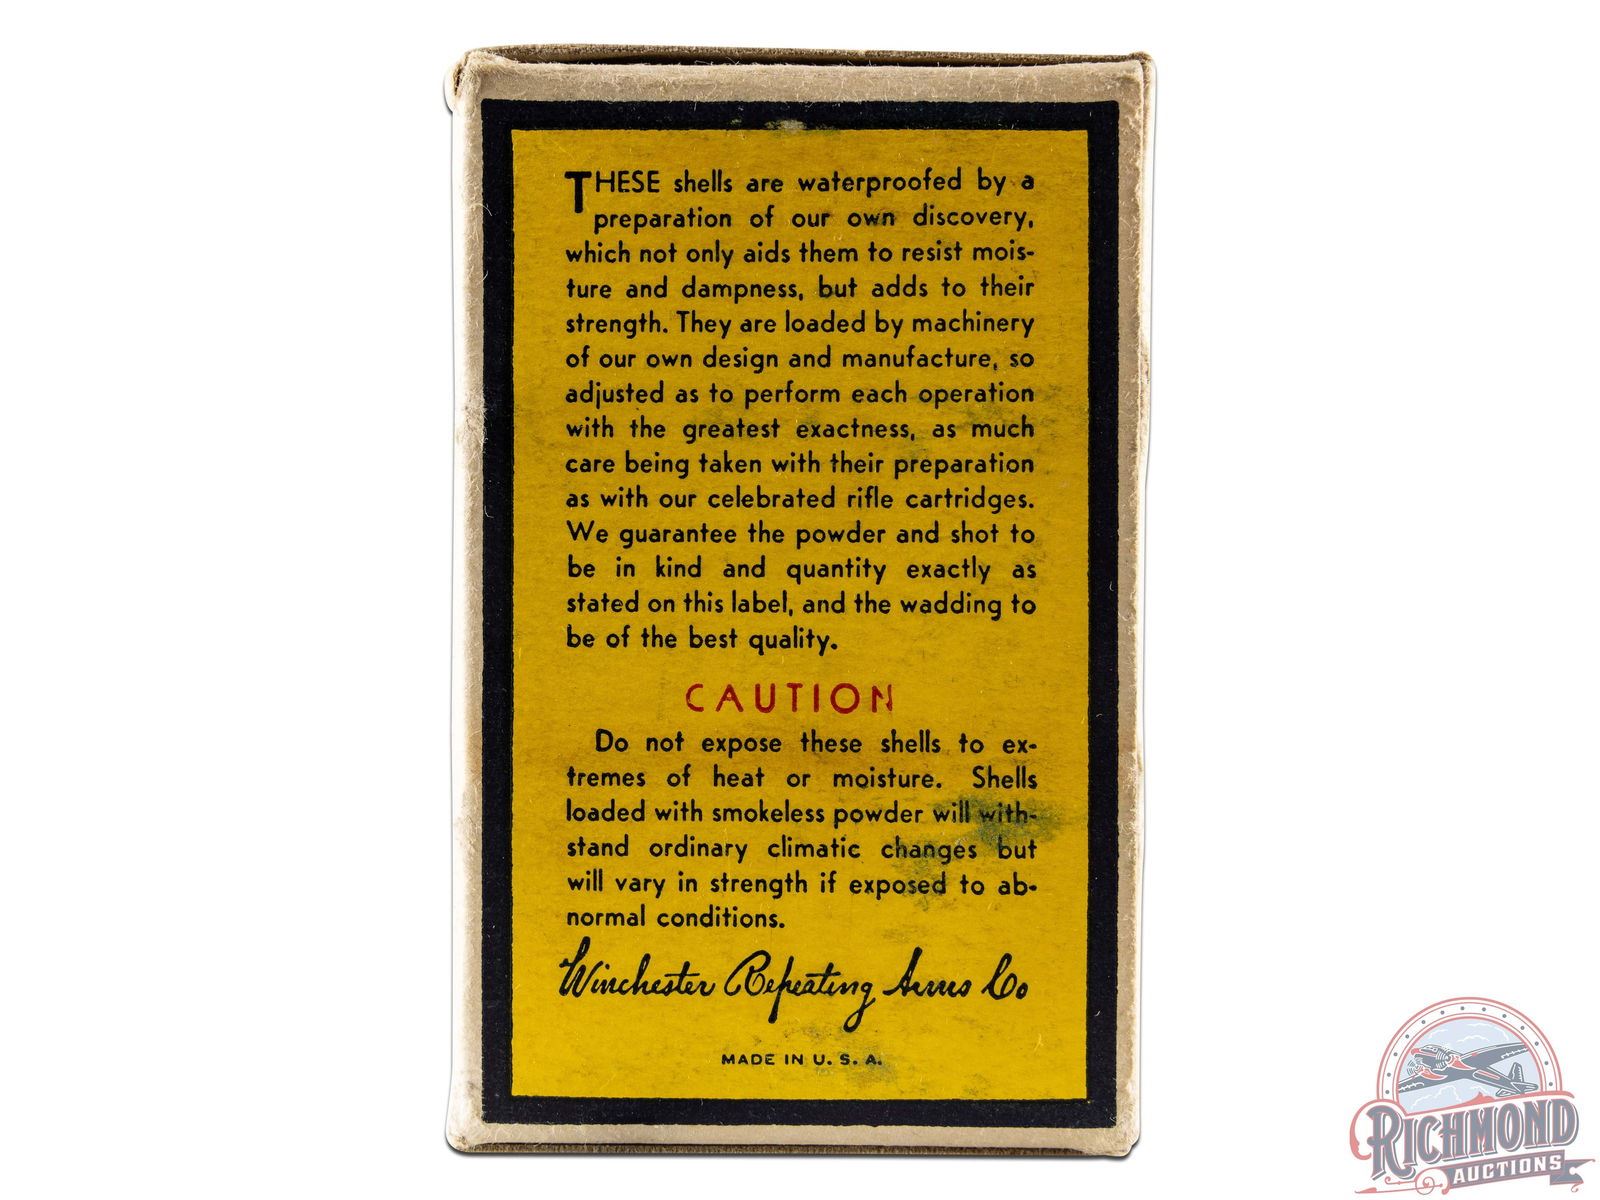 THESE shells are waterproofed by a
preparation of our own discovery,
which not only aids them to resist mois-
ture and dampness, but adds to their
strength. They are loaded by machinery
of our own design and manufacture, so
adjusted as to perform each operation
with the greatest exactness, as much
care being taken with their preparation
as with our celebrated rifle cartridges.
We guarantee the powder and shot to
be in kind and quantity exactly as
stated on this label, and the wadding to
be of the best quality.
CAUTION
Do not expose these shells to ex-
tremes of heat or moisture. Shells
loaded with smokeless powder will with-
stand ordinary climatic changes but
will vary in strength if exposed to ab-
normal conditions.
Winchester Repeating Arms Co
MADE IN U. S. A.
RICHMOND
AUCTIONS